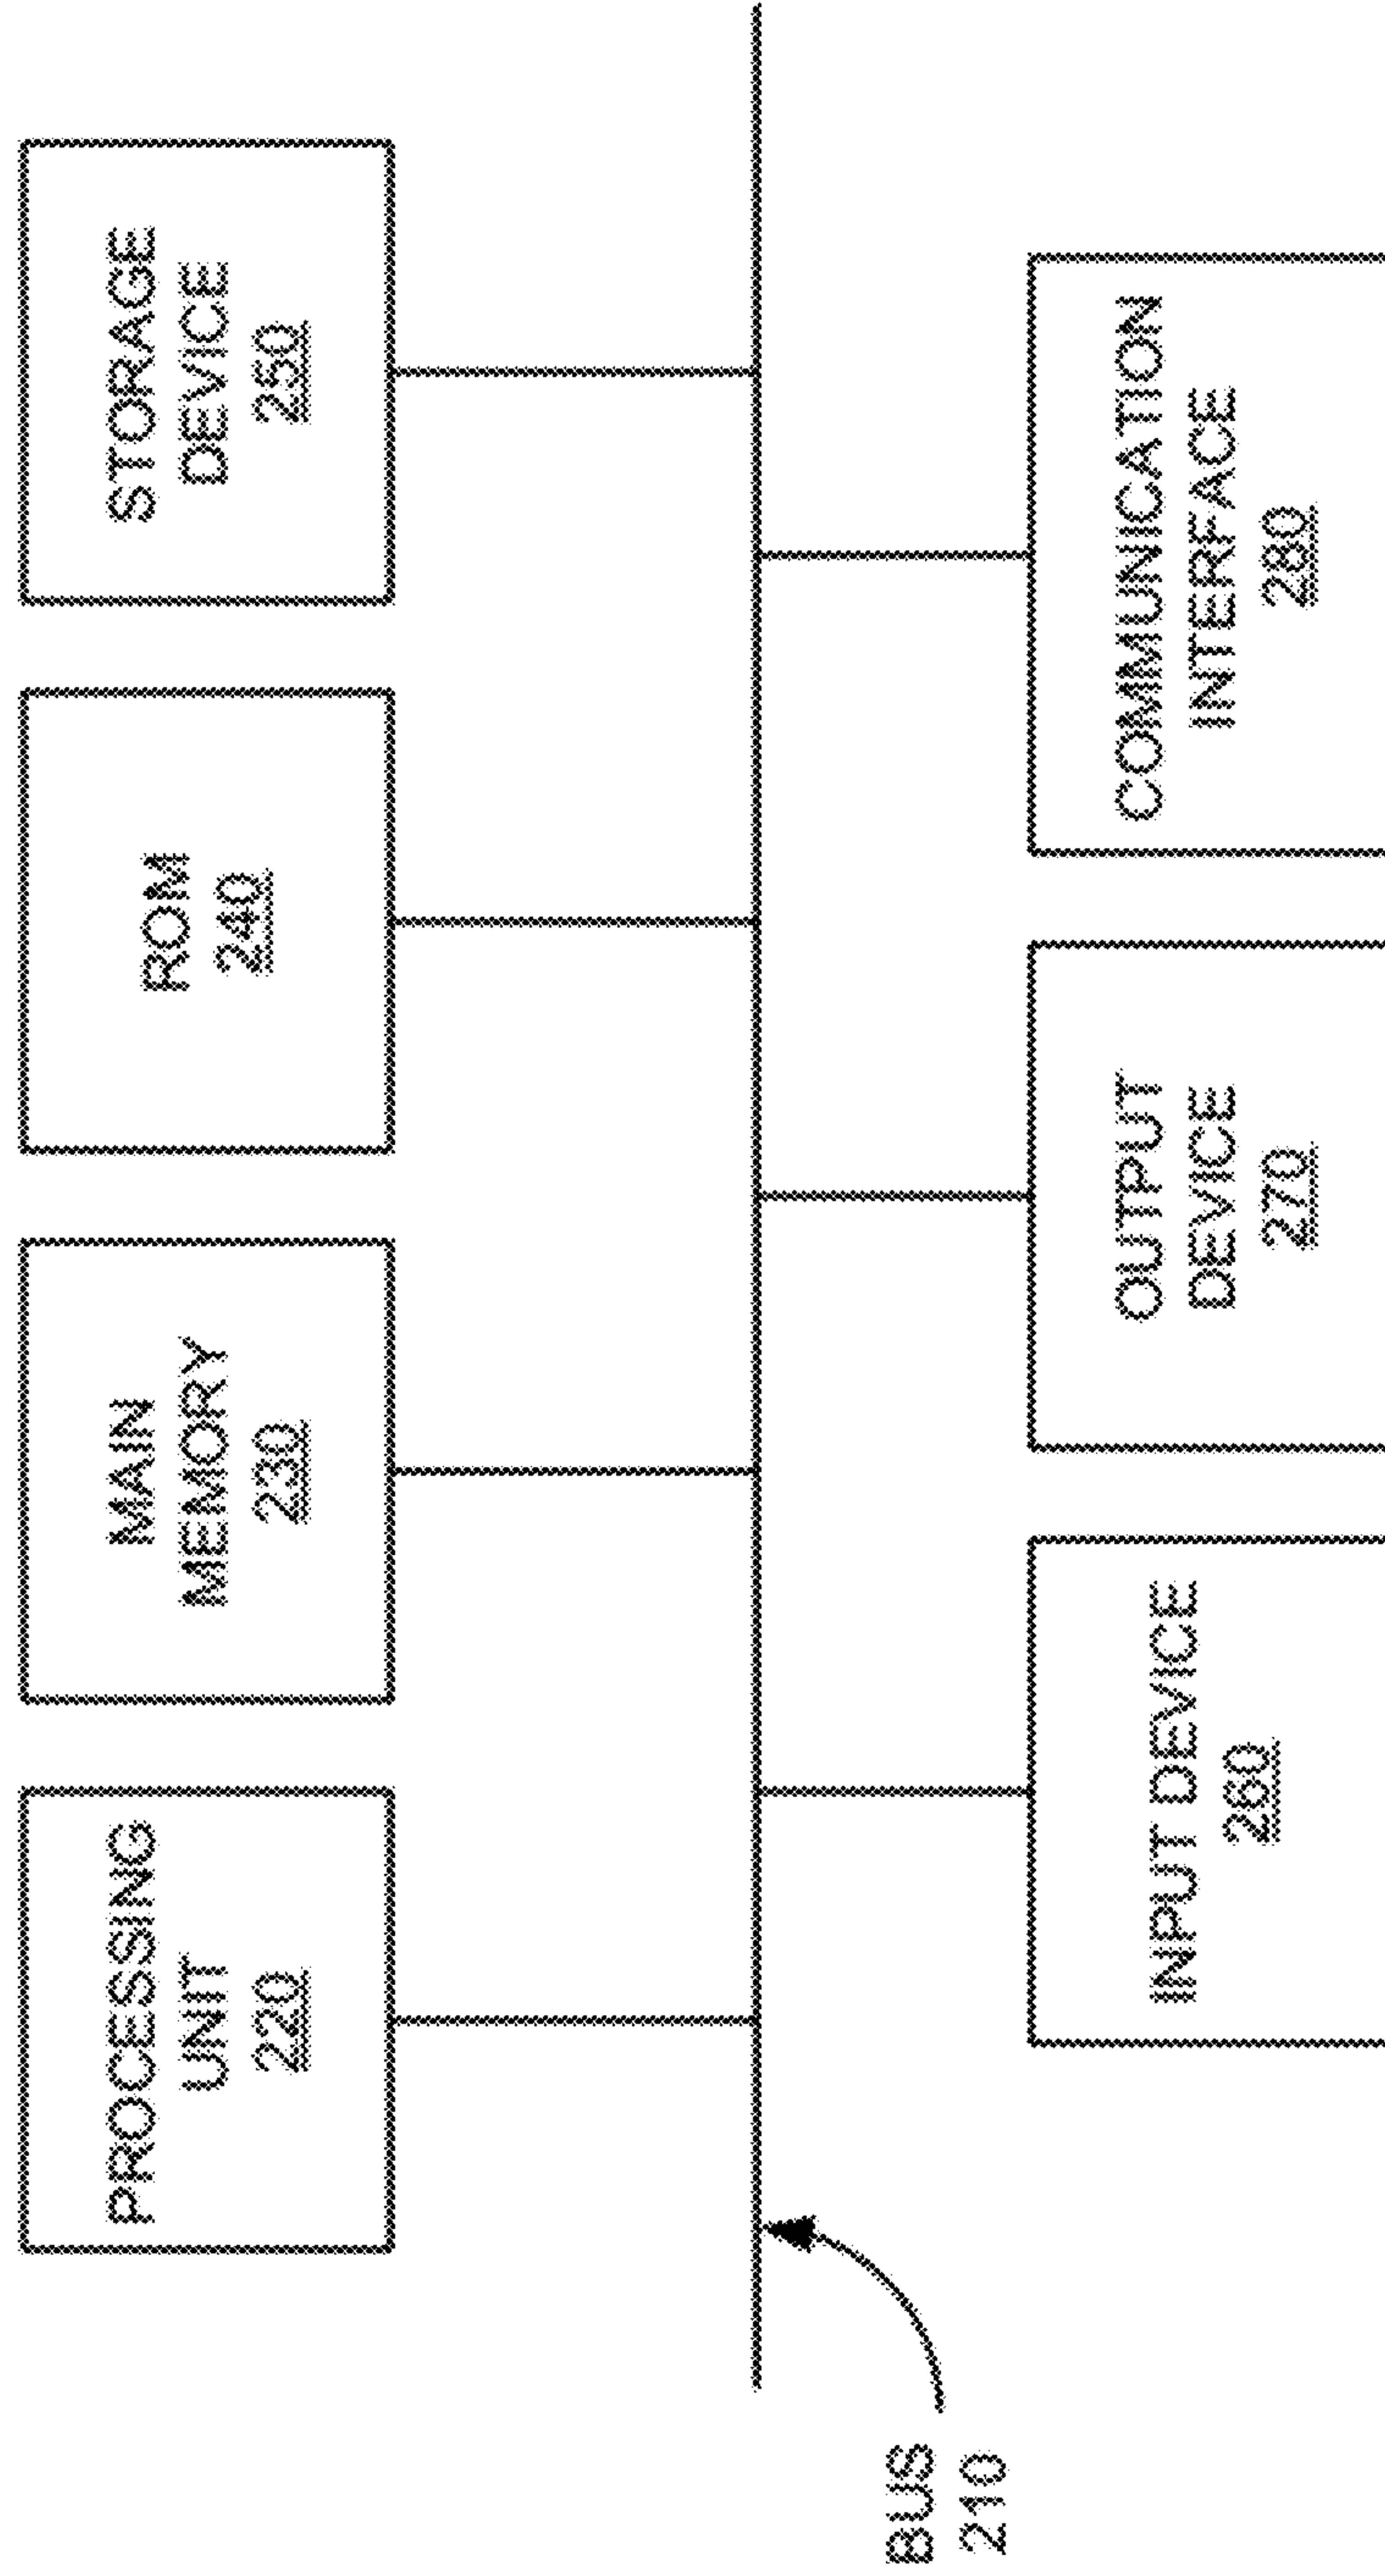 PROCESSING
UNIT
220
MAIN
MEMORY
230
ROM
240
STORAGE
DEVICE
250
BUS
210
INPUT DEVICE
260
OUTPUT
DEVICE
270
COMMUNICATION
INTERFACE
280